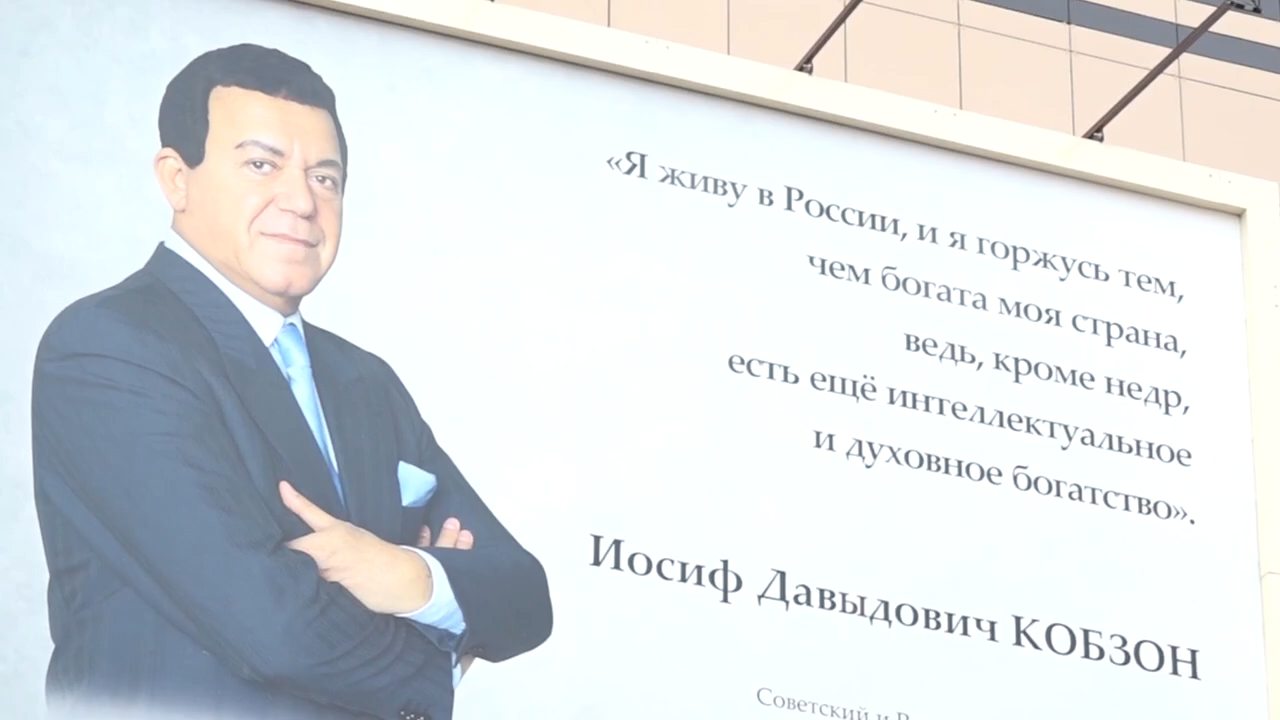 «Я живу в России, и я горжусь тем,
чем богата моя страна,
ведь, кроме недр,
есть ещё интеллектуальное
и духовное богатство».
Иосиф Давыдович КОБЗОН
Советский и